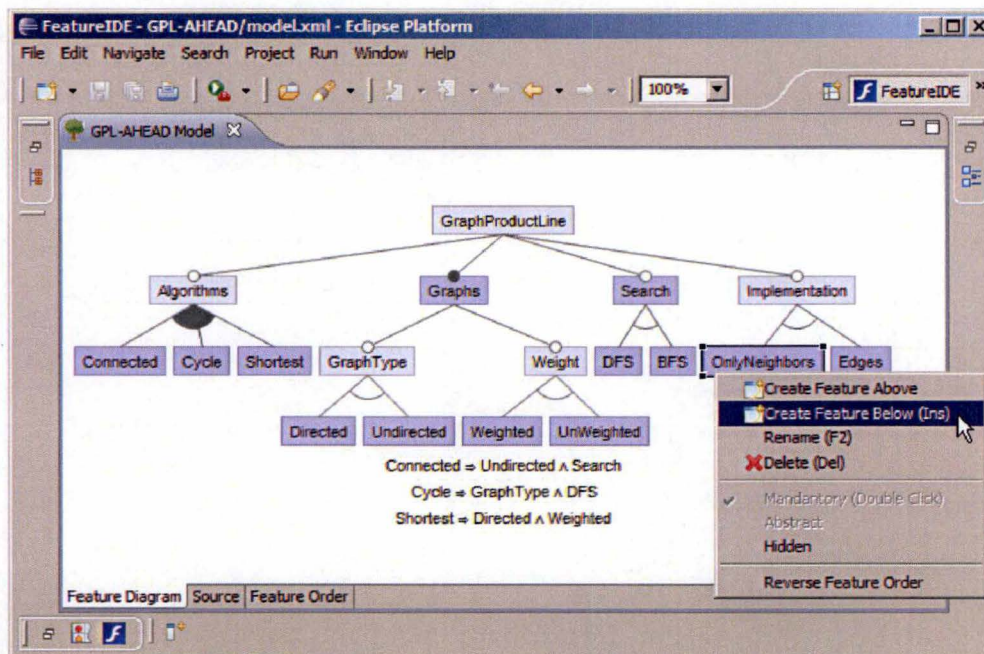 FeatureIDE - GPL-AHEAD/model.xml - Eclipse Platform
File Edit Navigate Search Project Run Window Help
100%
FeatureIDE
GPL-AHEAD Model
GraphProductLine
Algorithms Graphs Search Implementation
Connected Cycle Shortest GraphType Weight DFS BFS OnlyNeighbors Edges
Directed Undirected Weighted UnWeighted
Connected ⇒ Undirected ∧ Search
Cycle ⇒ GraphType ∧ DFS
Shortest ⇒ Directed ∧ Weighted
Create Feature Above
Create Feature Below (Ins)
Rename (F2)
Delete (Del)
Mandantory (Double Click)
Abstract
Hidden
Reverse Feature Order
Feature Diagram Source Feature Order